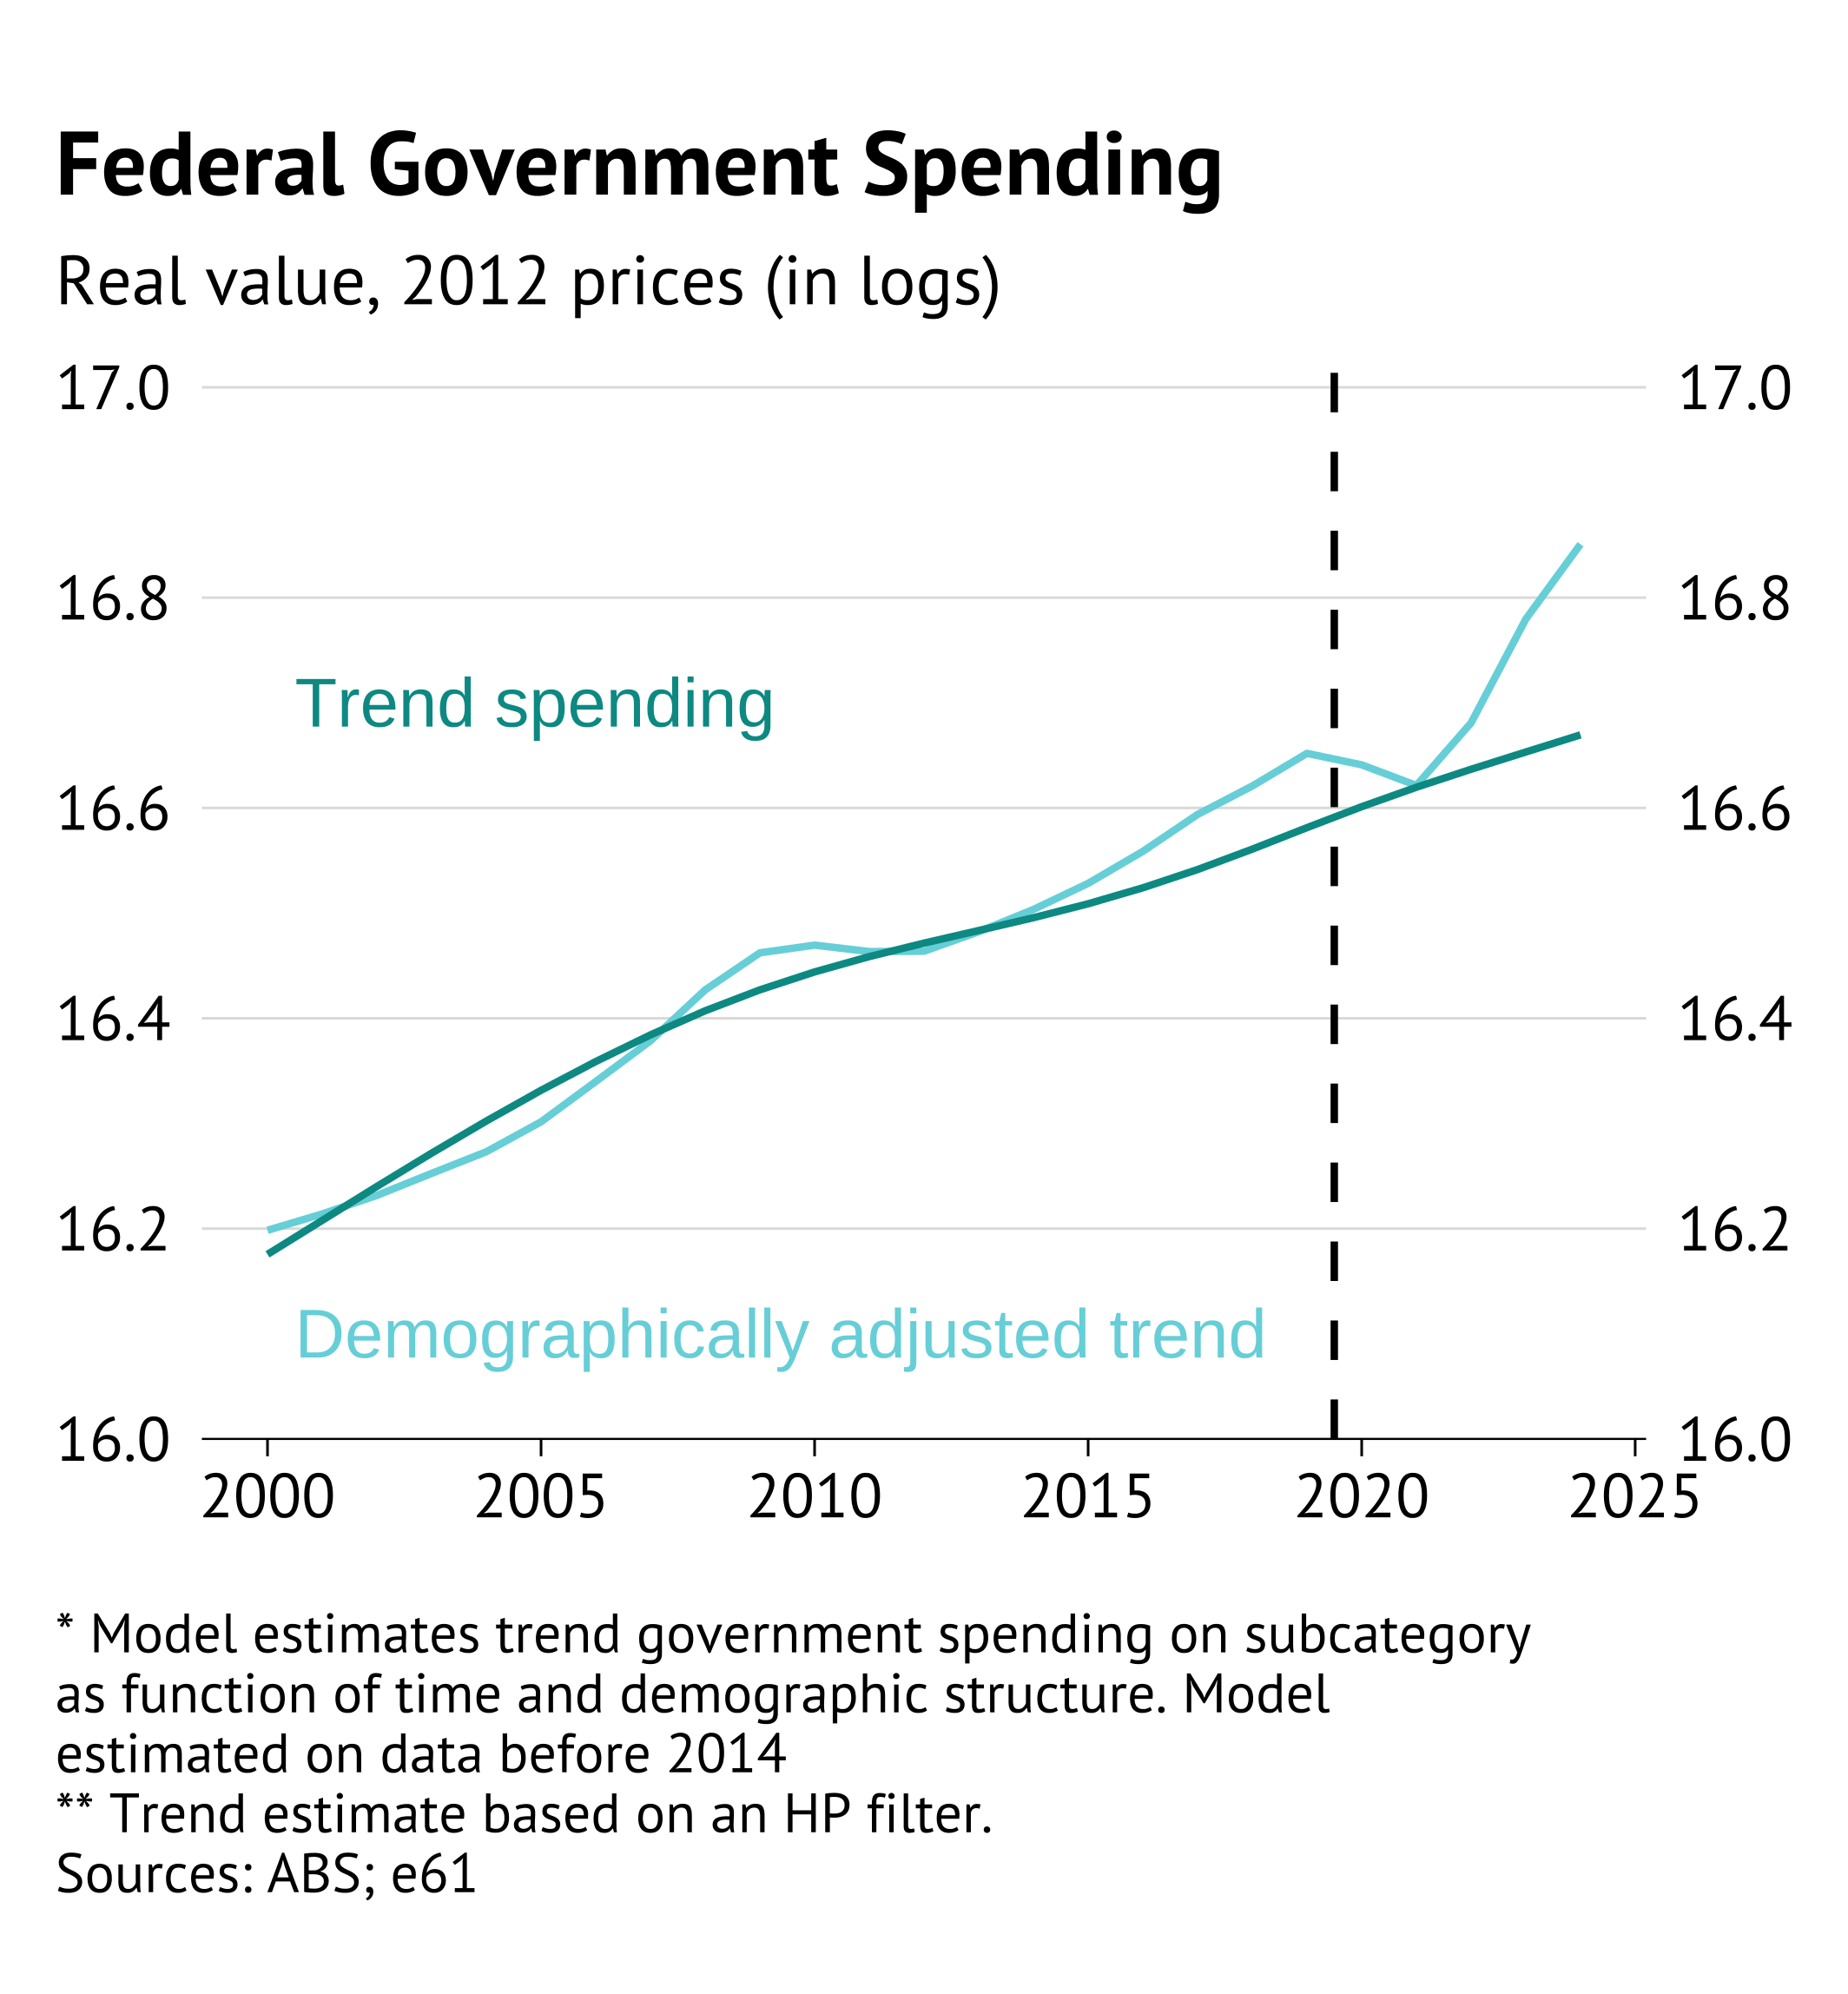 Federal Government Spending
Real value, 2012 prices (in logs)
17.0 17.0
16.8 16.8
Trend spending
16.6 16.6
16.4 16.4
16.2 16.2
Demographically adjusted trend
16.0 16.0
2000 2005 2010 2015 2020 2025
* Model estimates trend government spending on subcategory
as function of time and demographic structure. Model
estimated on data before 2014
** Trend estimate based on an HP filter.
Sources: ABS; e61